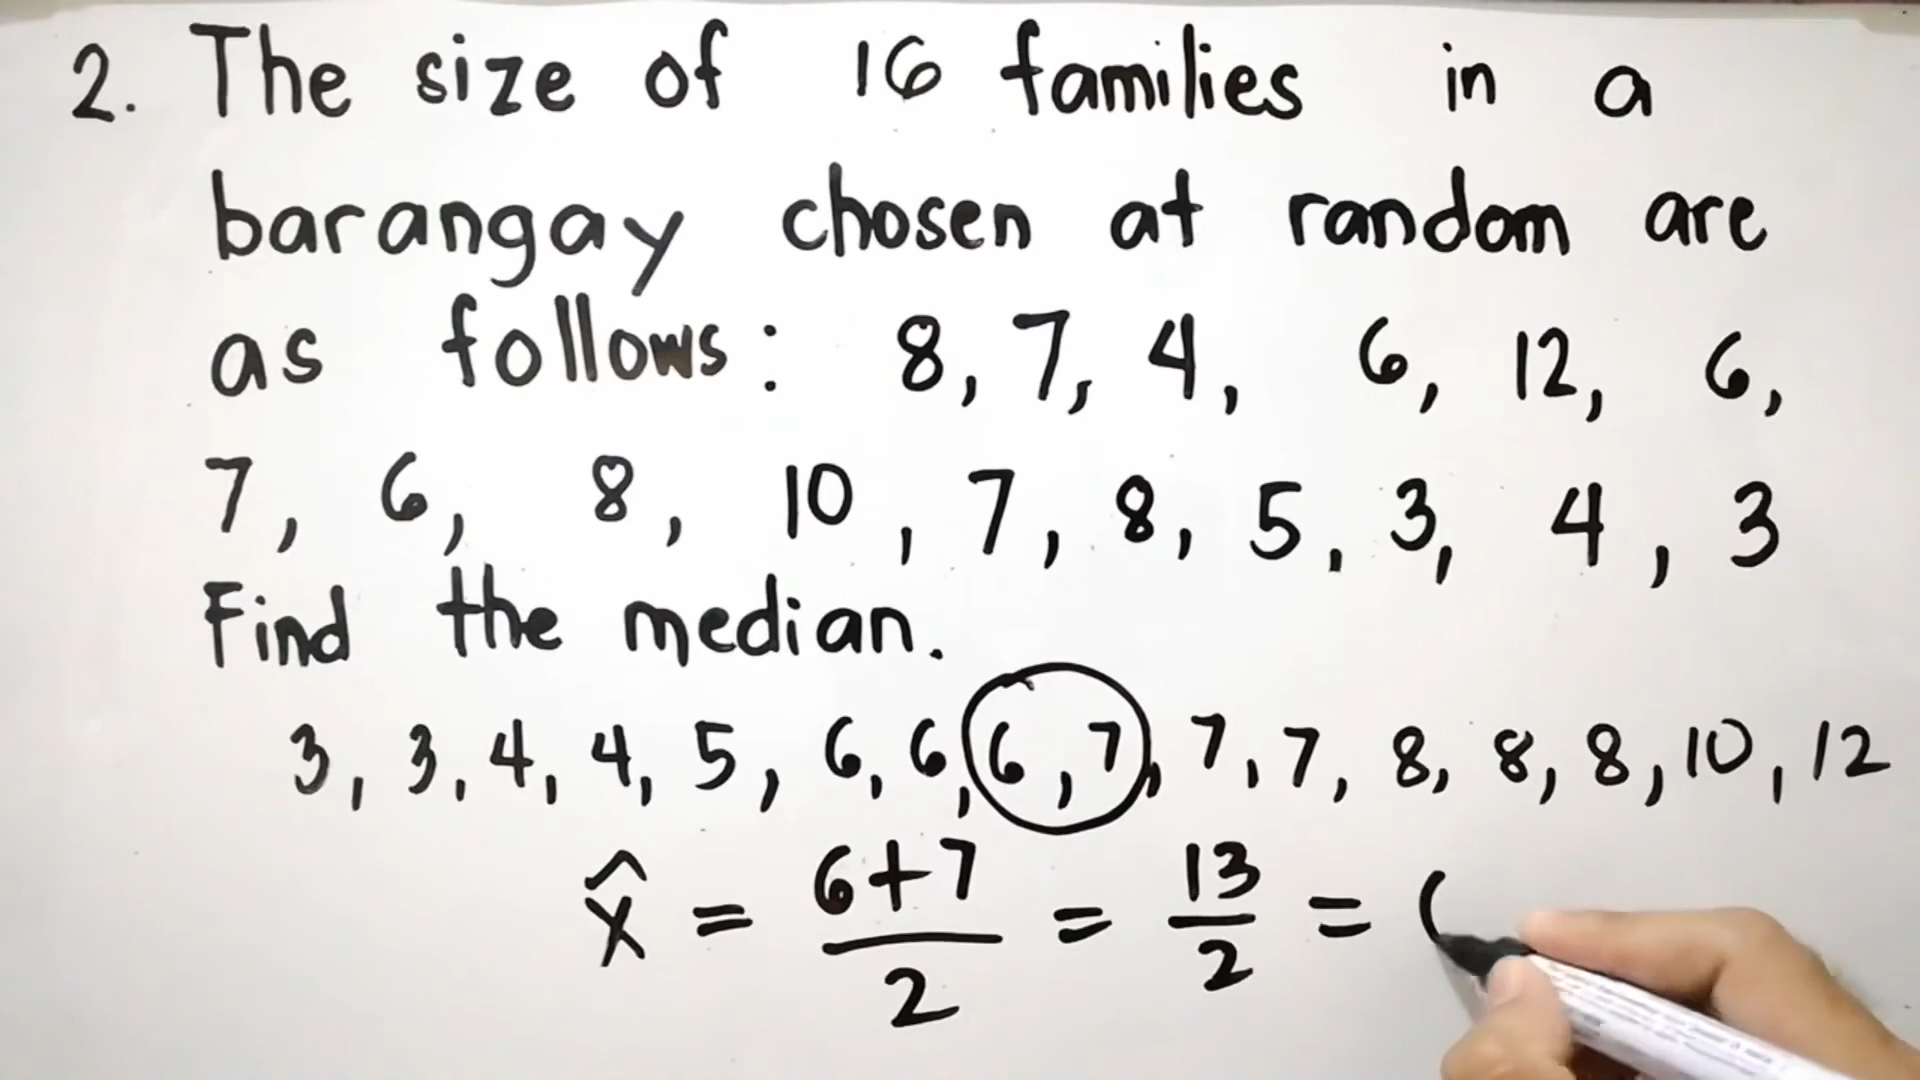 2. The size of 16 families in a
barangay chosen at random are
as follows: 8, 7, 4, 6, 12, 6,
7, 6, 8, 10, 7, 8, 5, 3, 4, 3
Find the median.
3, 3, 4, 4, 5, 6, 6, 6, 7, 7, 7, 8, 8, 8, 10, 12
x̂ = 6+7/2 = 13/2 =